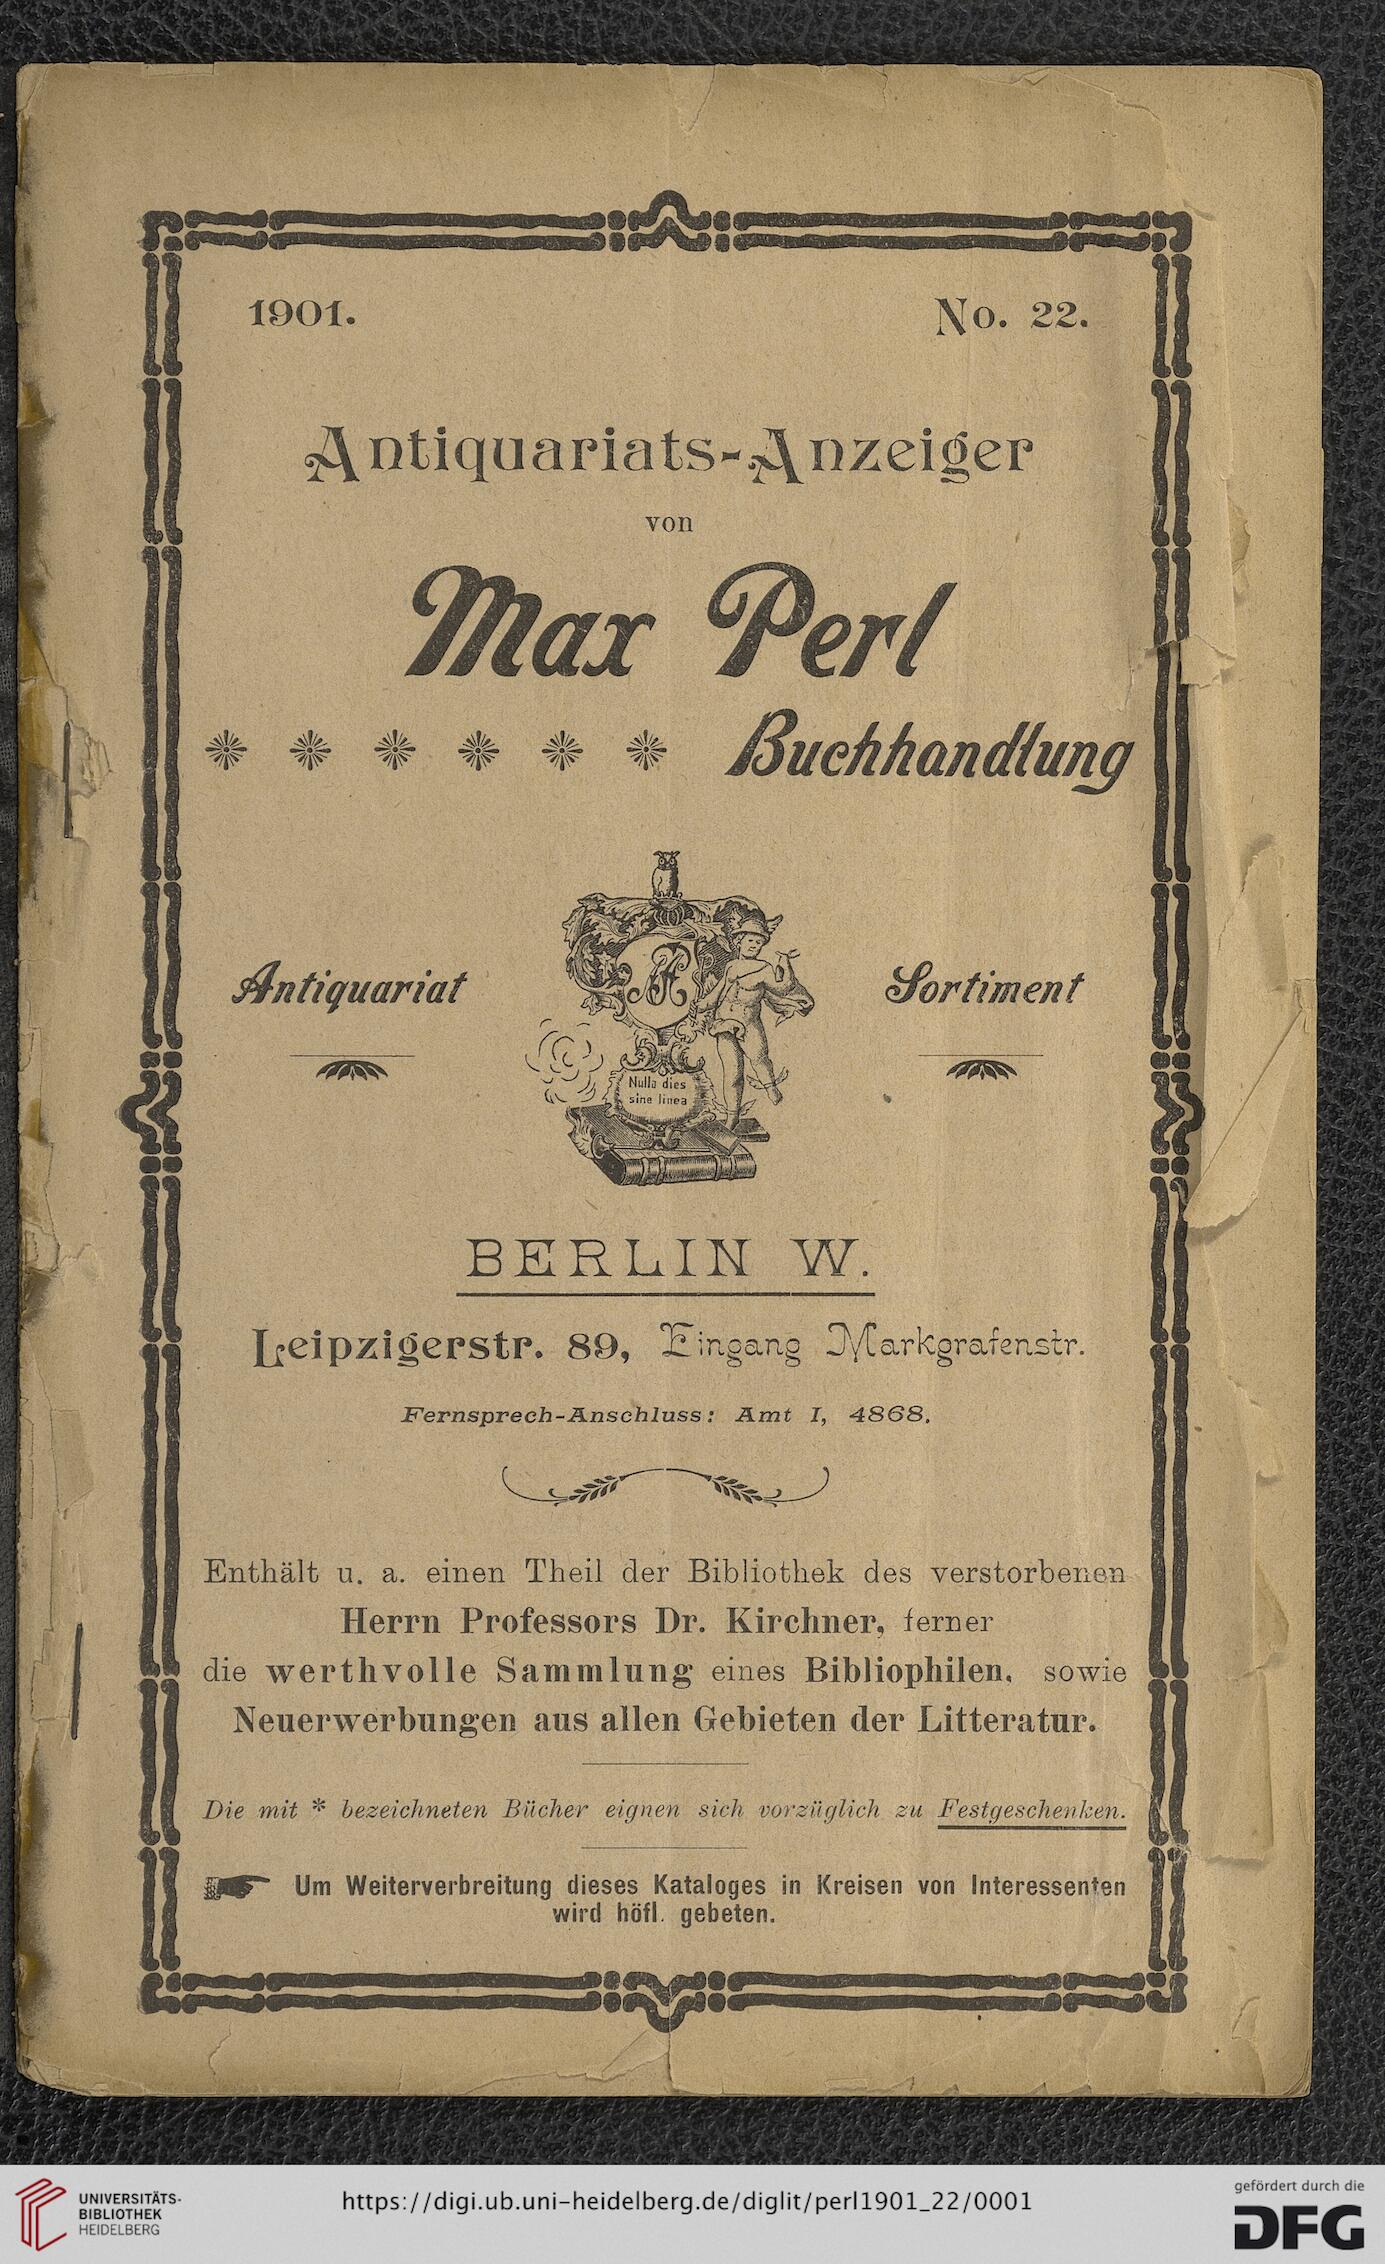 1901.
No. 22.
Antiquariats-Anzeiger
von
Max Perl
Buchhandlung
Antiquariat
Sortiment
Nulla dies
sine linea
BERLIN W.
Leipzigerstr. 89, Eingang Markgrafenstr.
Fernsprech-Anschluss: Amt I, 4868.
Enthält u. a. einen Theil der Bibliothek des verstorbenen
Herrn Professors Dr. Kirchner, ferner
die werthvolle Sammlung eines Bibliophilen, sowie
Neuerwerbungen aus allen Gebieten der Litteratur.
Die mit * bezeichneten Bücher eignen sich vorzüglich zu Festgeschenken.
Um Weiterverbreitung dieses Kataloges in Kreisen von Interessenten
wird höfl. gebeten.
UNIVERSITÄTS-
BIBLIOTHEK
HEIDELBERG
https://digi.ub.uni-heidelberg.de/diglit/perl1901_22/0001
gefördert durch die
DFG